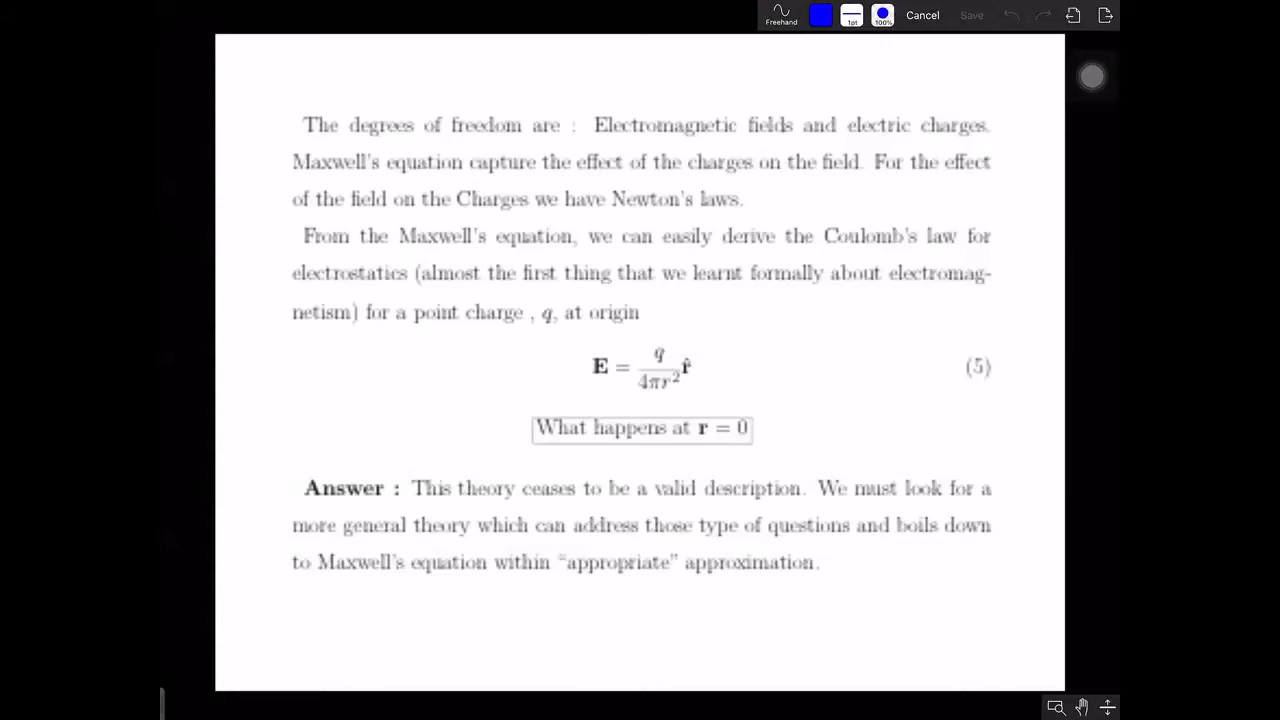 Freehand
1pt
100%
Cancel
Save
The degrees of freedom are : Electromagnetic fields and electric charges.
Maxwell's equation capture the effect of the charges on the field. For the effect
of the field on the Charges we have Newton's laws.
From the Maxwell's equation, we can easily derive the Coulomb's law for
electrostatics (almost the first thing that we learnt formally about electromag-
netism) for a point charge , q, at origin
E = q / 4πr² r̂ (5)
What happens at r = 0
Answer : This theory ceases to be a valid description. We must look for a
more general theory which can address those type of questions and boils down
to Maxwell's equation within "appropriate" approximation.